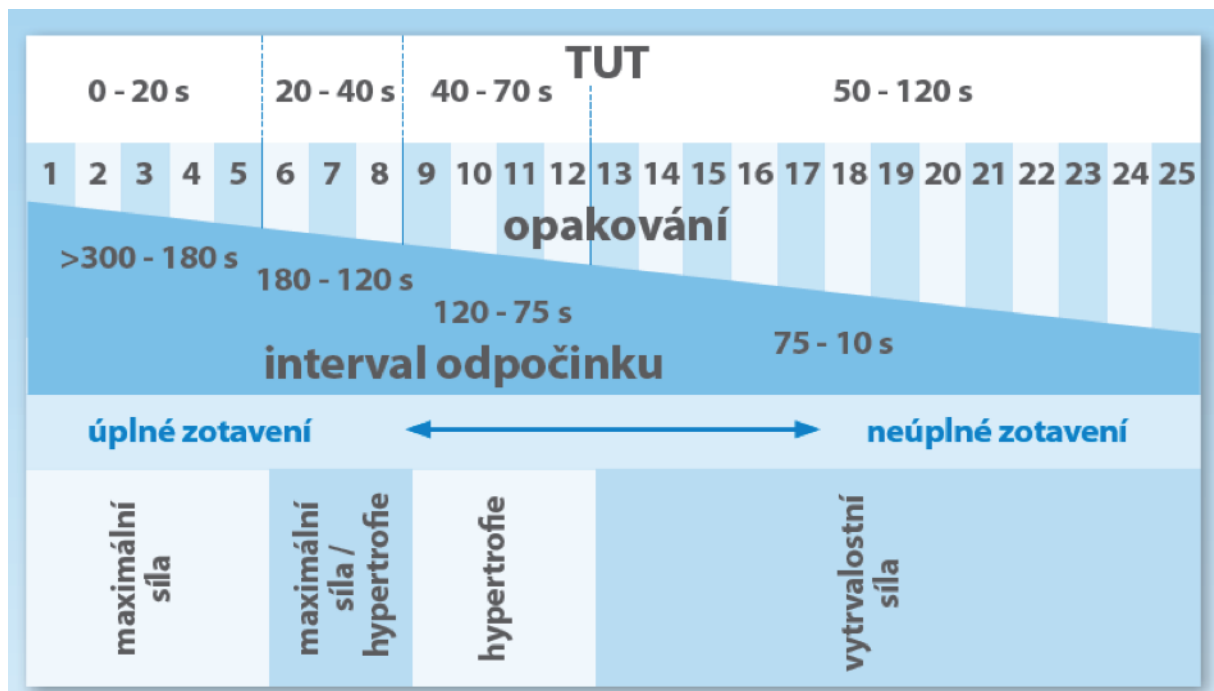 TUT
0 - 20 s 20 - 40 s 40 - 70 s 50 - 120 s
1 2 3 4 5 6 7 8 9 10 11 12 13 14 15 16 17 18 19 20 21 22 23 24 25
opakování
>300 - 180 s
180 - 120 s
120 - 75 s
75 - 10 s
interval odpočinku
úplné zotavení neúplné zotavení
maximální
síla
maximální
síla /
hypertrofie
hypertrofie
vytrvalostní
síla